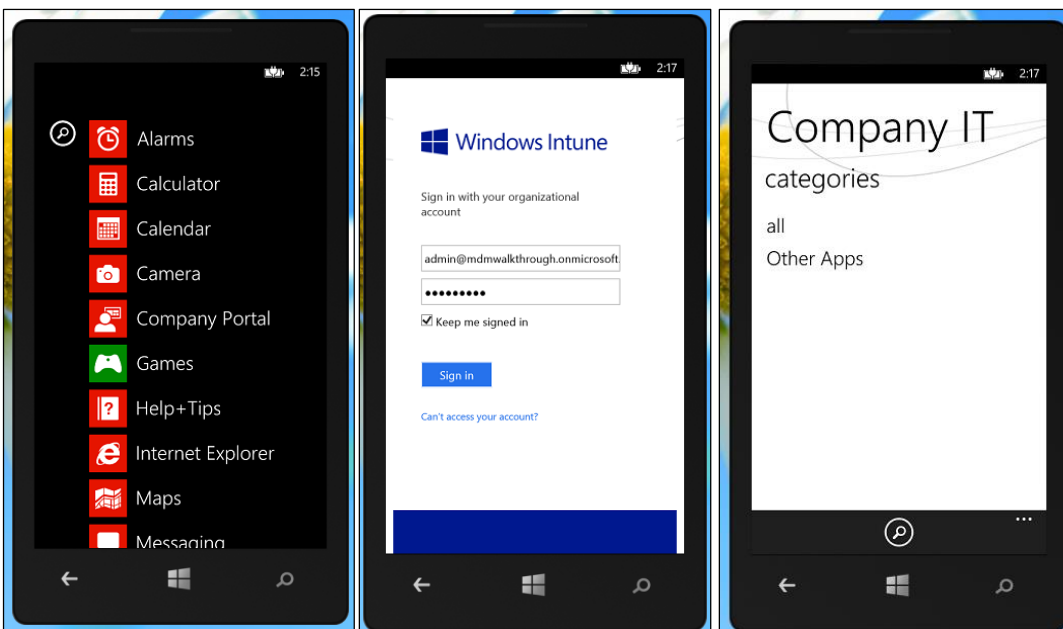 2:15
Alarms
Calculator
Calendar
Camera
Company Portal
Games
Help+Tips
Internet Explorer
Maps
Messaging
2:17
Windows Intune
Sign in with your organizational
account
admin@mdmwalkthrough.onmicrosoft.
Keep me signed in
Sign in
Can't access your account?
2:17
Company IT
categories
all
Other Apps